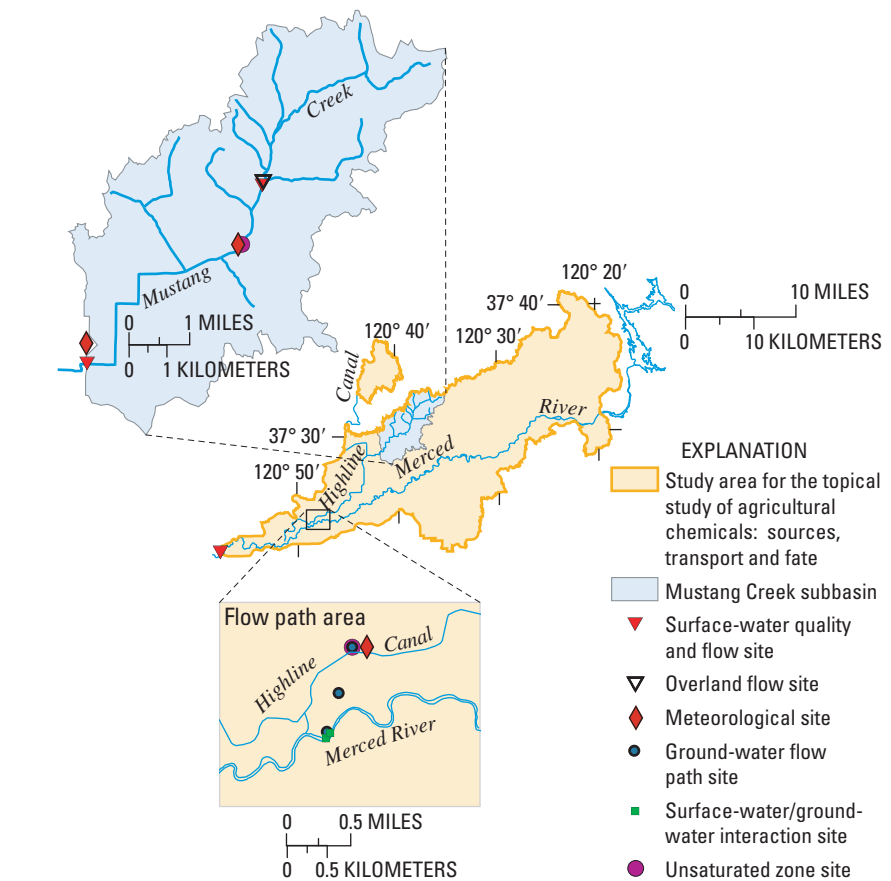 Creek
Mustang
0 1 MILES
0 1 KILOMETERS
120° 20′
37° 40′
120° 30′
120° 40′
0 10 MILES
0 10 KILOMETERS
Canal
River
37° 30′
Merced
Highline
120° 50′
EXPLANATION
Study area for the topical
study of agricultural
chemicals: sources,
transport and fate
Mustang Creek subbasin
Surface-water quality
and flow site
Overland flow site
Meteorological site
Ground-water flow
path site
Surface-water/ground-
water interaction site
Unsaturated zone site
Flow path area
Highline
Canal
Merced River
0 0.5 MILES
0 0.5 KILOMETERS